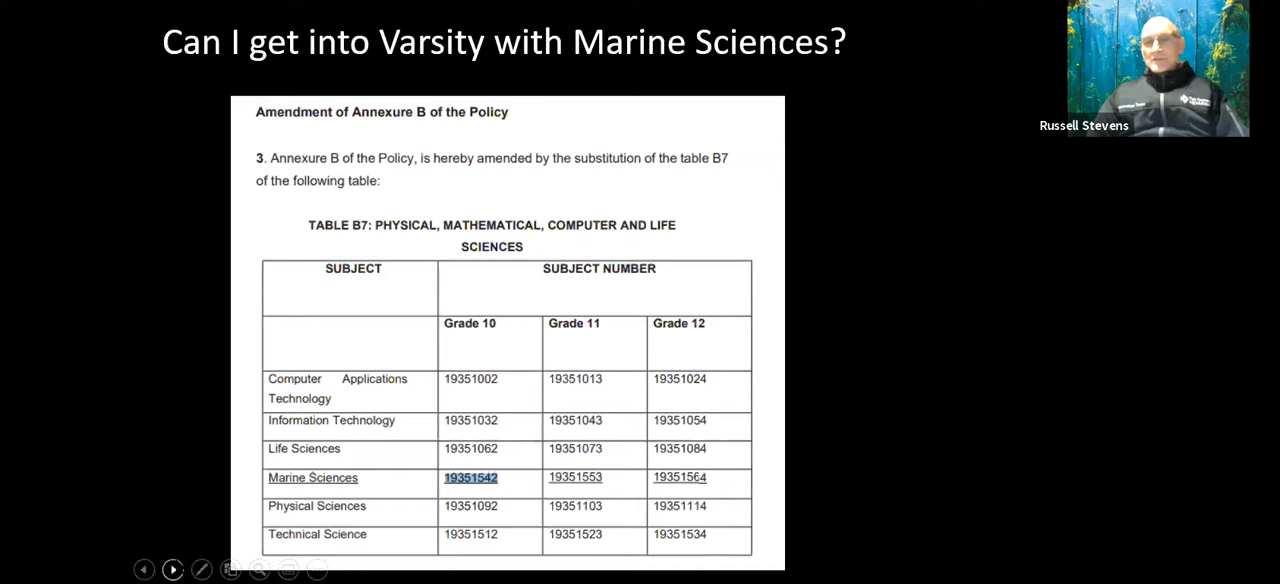 Can I get into Varsity with Marine Sciences?
Russell Stevens
Amendment of Annexure B of the Policy
3. Annexure B of the Policy, is hereby amended by the substitution of the table B7
of the following table:
TABLE B7: PHYSICAL, MATHEMATICAL, COMPUTER AND LIFE
SCIENCES
SUBJECT SUBJECT NUMBER
Grade 10 Grade 11 Grade 12
Computer Applications 19351002 19351013 19351024
Technology
Information Technology 19351032 19351043 19351054
Life Sciences 19351062 19351073 19351084
Marine Sciences 19351542 19351553 19351564
Physical Sciences 19351092 19351103 19351114
Technical Science 19351512 19351523 19351534